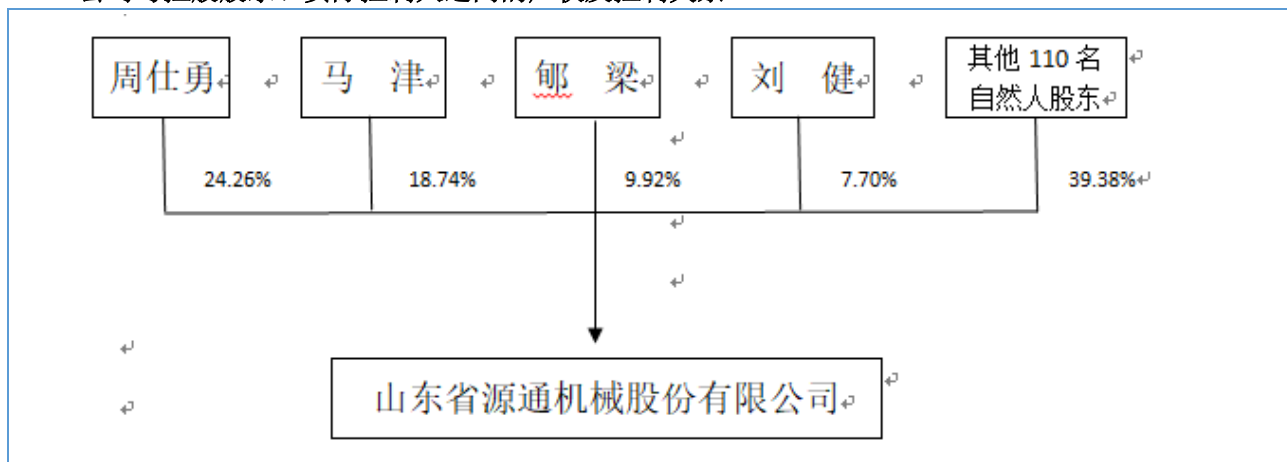 周仕勇
马 津
郇 梁
刘 健
其他 110 名
自然人股东
24.26%
18.74%
9.92%
7.70%
39.38%
山东省源通机械股份有限公司